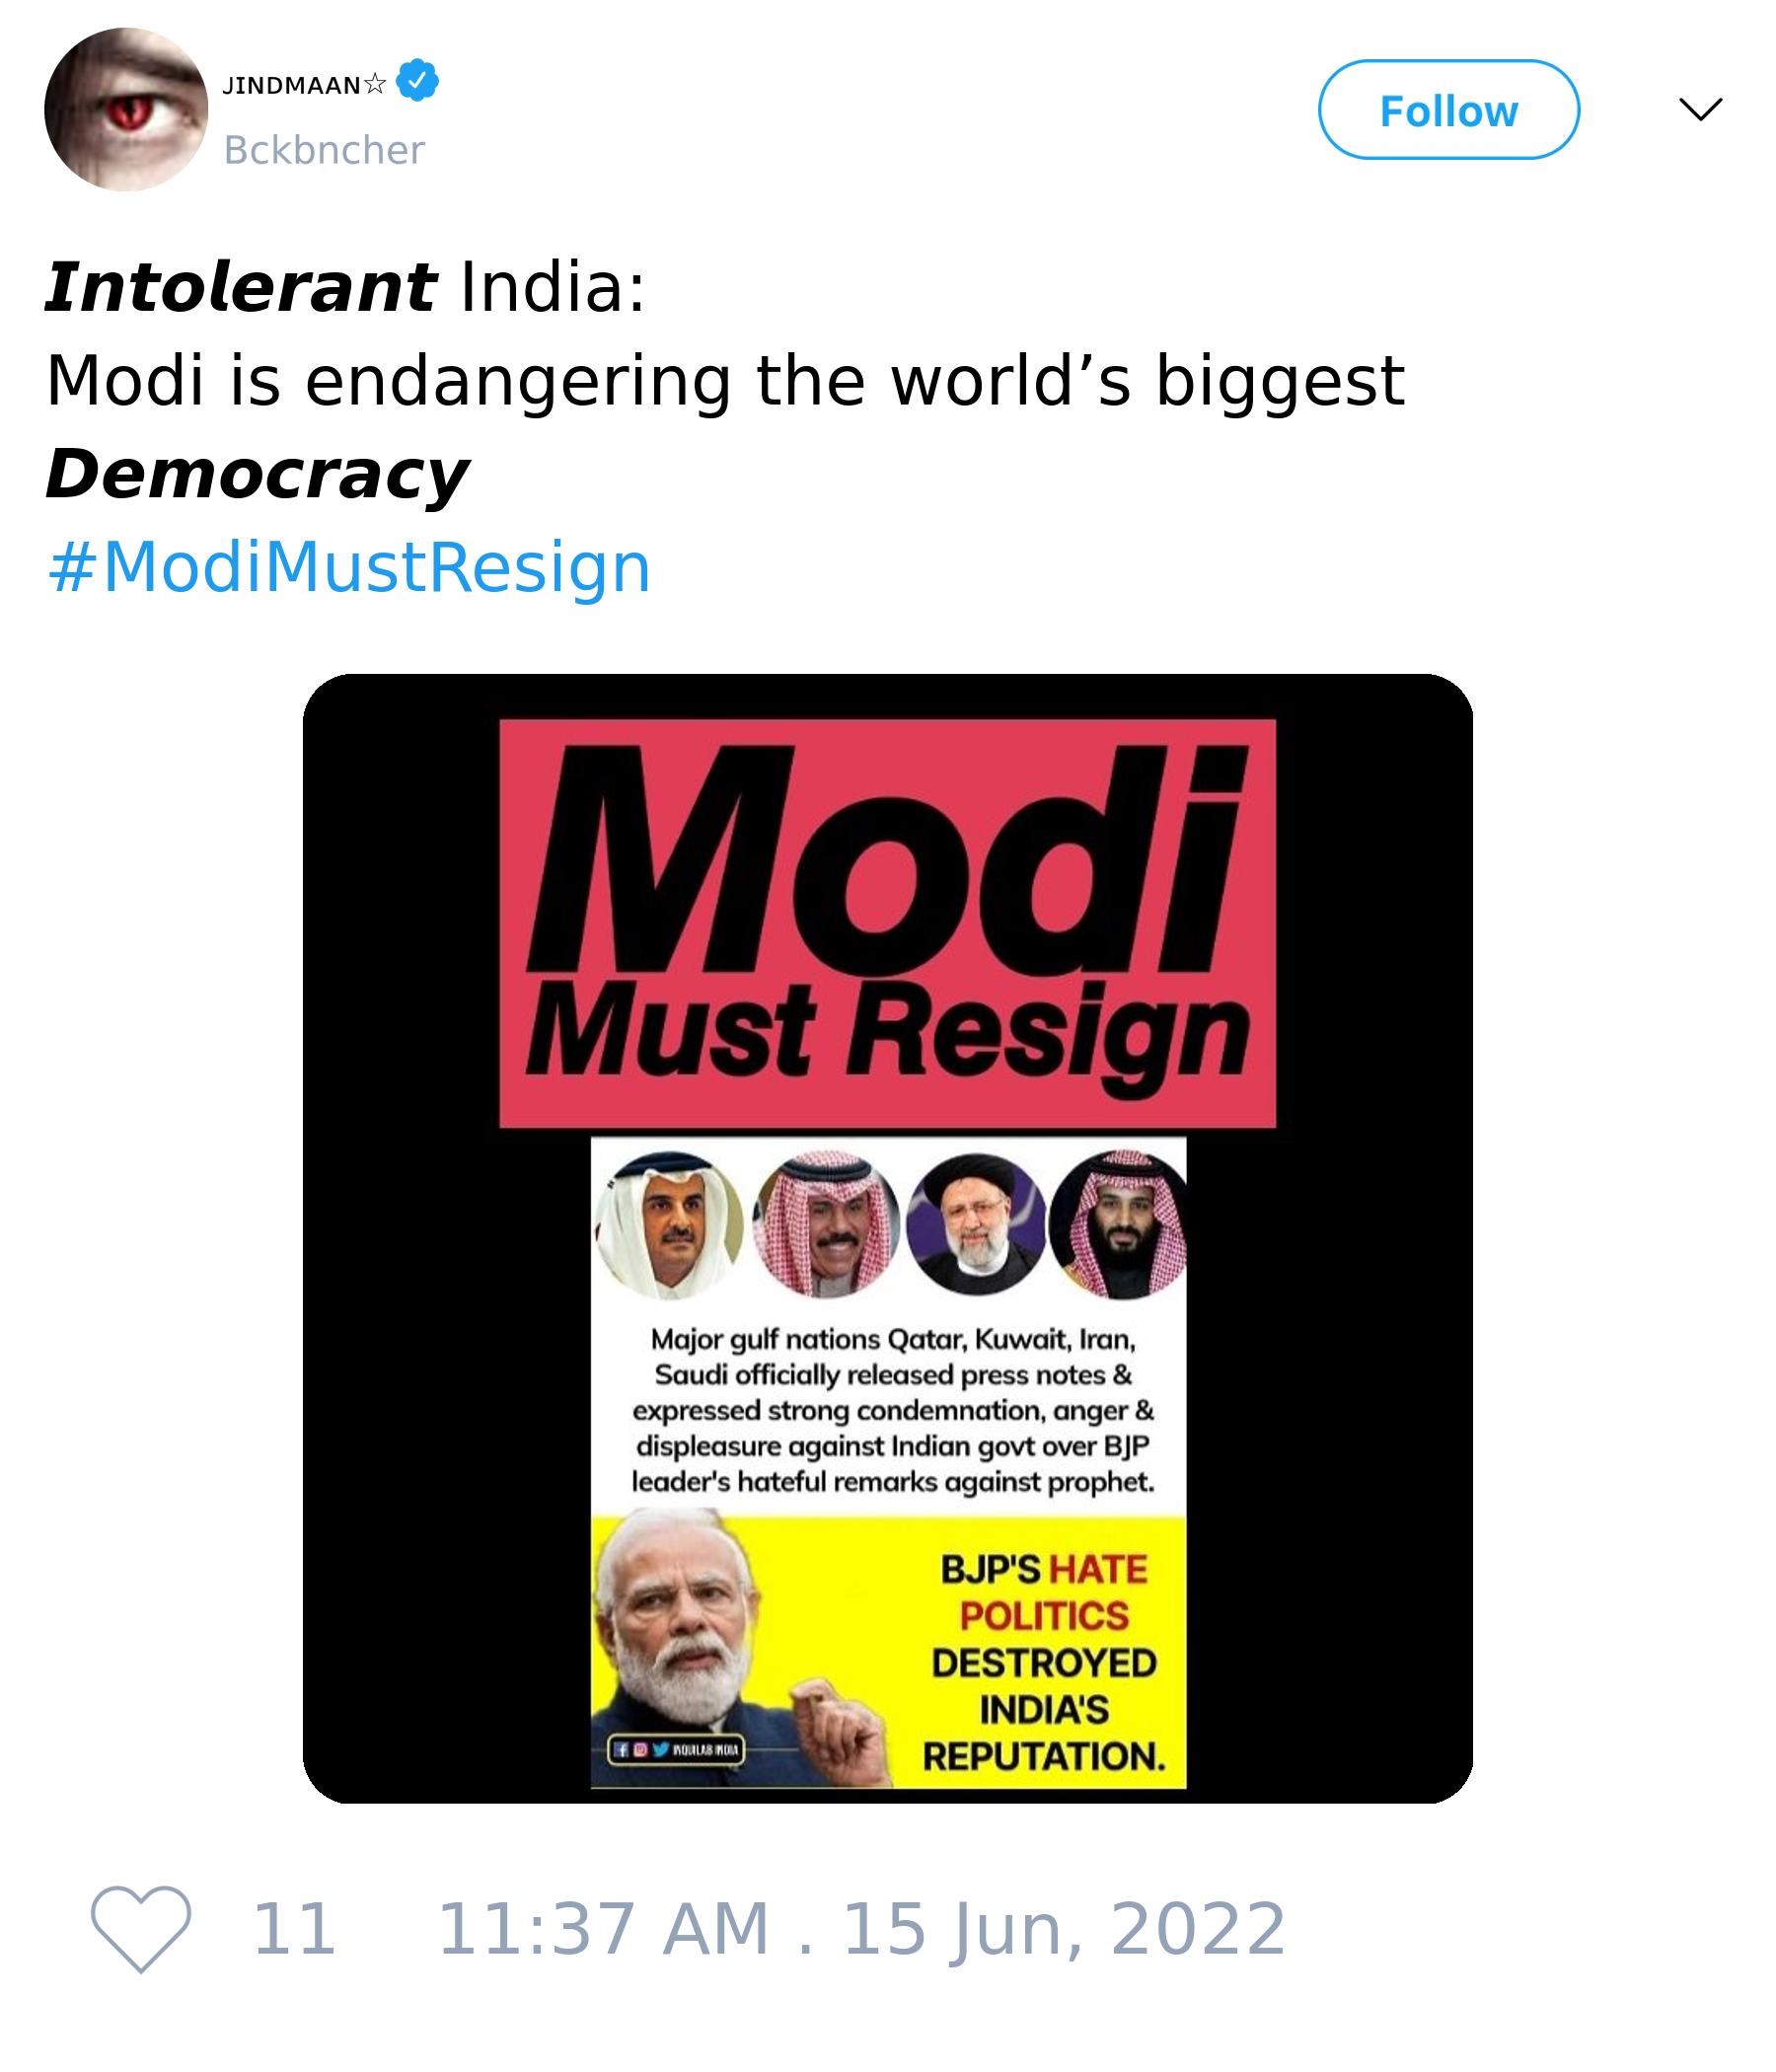 JINDMAAN☆
Bckbncher
Follow
Intolerant India:
Modi is endangering the world’s biggest
Democracy
#ModiMustResign
Modi
Must Resign
Major gulf nations Qatar, Kuwait, Iran,
Saudi officially released press notes &
expressed strong condemnation, anger &
displeasure against Indian govt over BJP
leader's hateful remarks against prophet.
BJP'S HATE
POLITICS
DESTROYED
INDIA'S
REPUTATION.
INQUILAB INDIA
11 11:37 AM . 15 Jun, 2022